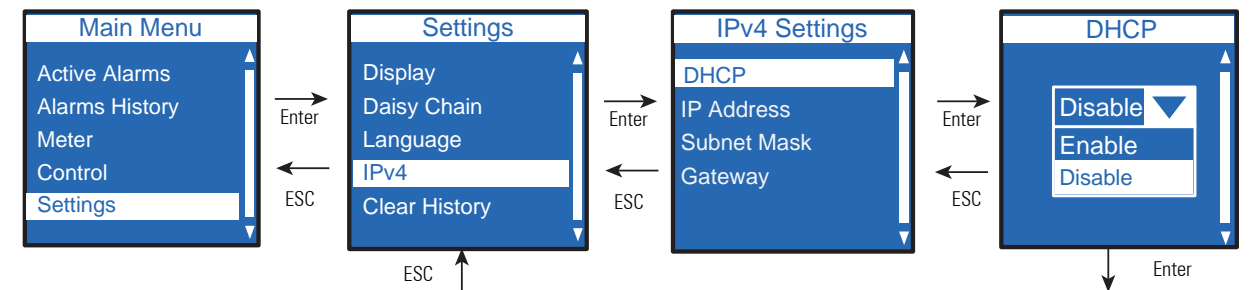 Main Menu
Active Alarms
Alarms History
Meter
Control
Settings
Enter
ESC
Settings
Display
Daisy Chain
Language
IPv4
Clear History
Enter
ESC
IPv4 Settings
DHCP
IP Address
Subnet Mask
Gateway
Enter
ESC
DHCP
Disable
Enable
Disable
ESC
Enter